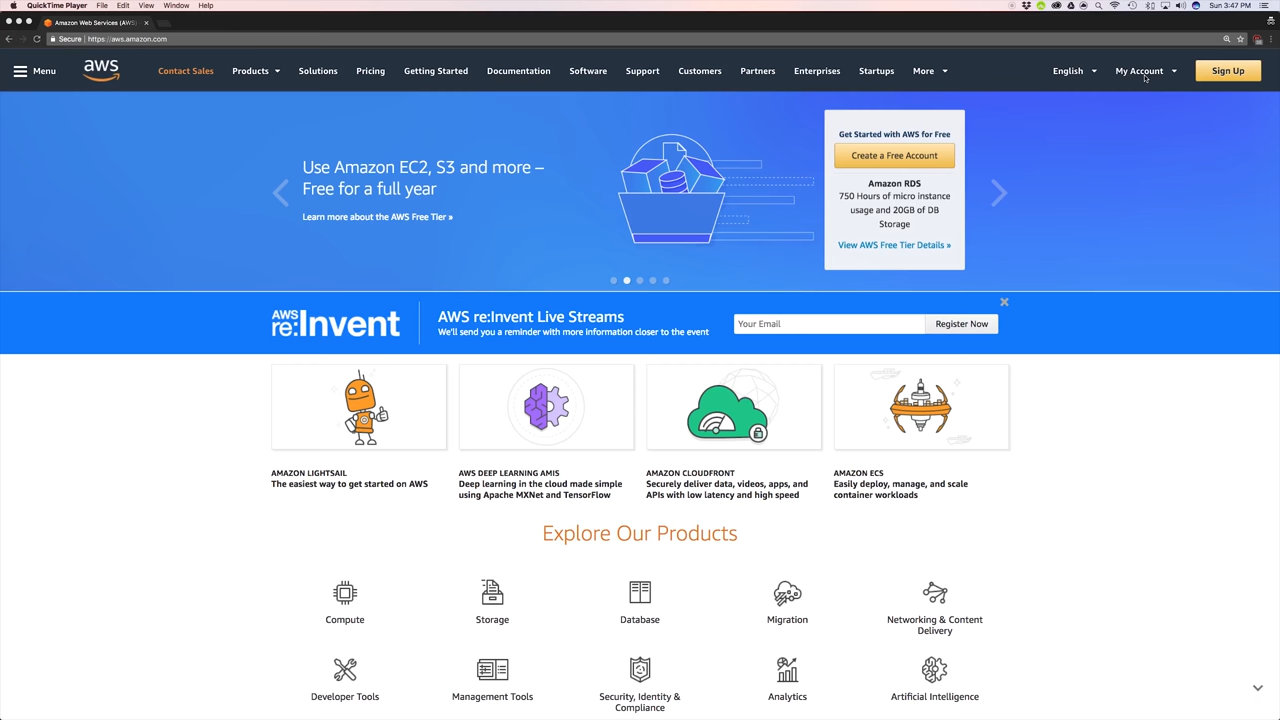 QuickTime Player File Edit View Window Help
Sun 3:47 PM
Amazon Web Services (AWS)
Secure https://aws.amazon.com
Menu
aws
Contact Sales
Products
Solutions
Pricing
Getting Started
Documentation
Software
Support
Customers
Partners
Enterprises
Startups
More
English
My Account
Sign Up
Use Amazon EC2, S3 and more –
Free for a full year
Learn more about the AWS Free Tier »
Get Started with AWS for Free
Create a Free Account
Amazon RDS
750 Hours of micro instance
usage and 20GB of DB
Storage
View AWS Free Tier Details »
AWS
re:Invent
AWS re:Invent Live Streams
We'll send you a reminder with more information closer to the event
Your Email
Register Now
AMAZON LIGHTSAIL
The easiest way to get started on AWS
AWS DEEP LEARNING AMIS
Deep learning in the cloud made simple
using Apache MXNet and TensorFlow
AMAZON CLOUDFRONT
Securely deliver data, videos, apps, and
APIs with low latency and high speed
AMAZON ECS
Easily deploy, manage, and scale
container workloads
Explore Our Products
Compute
Storage
Database
Migration
Networking & Content
Delivery
Developer Tools
Management Tools
Security, Identity &
Compliance
Analytics
Artificial Intelligence